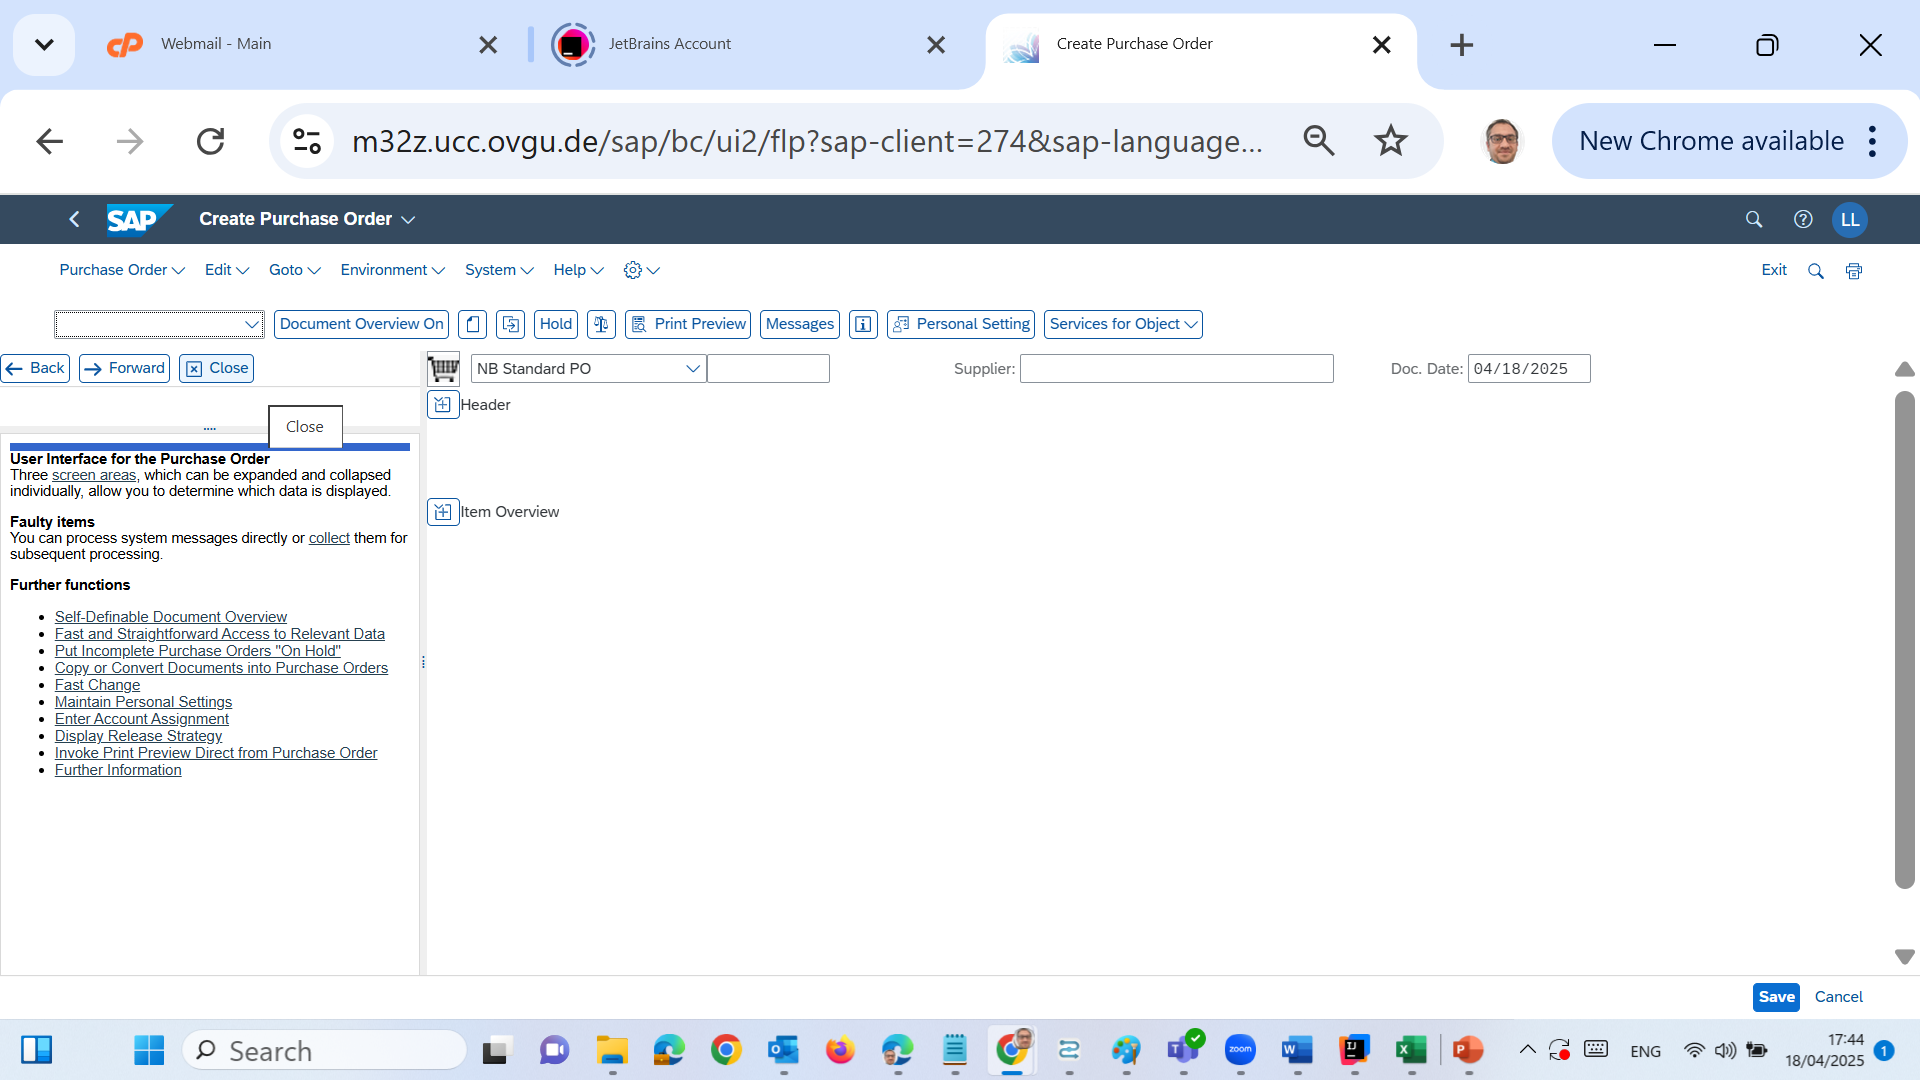 Webmail - Main
JetBrains Account
Create Purchase Order
m32z.ucc.ovgu.de/sap/bc/ui2/flp?sap-client=274&sap-language...
New Chrome available
SAP
Create Purchase Order
LL
Purchase Order
Edit
Goto
Environment
System
Help
Exit
Document Overview On
Hold
Print Preview
Messages
Personal Setting
Services for Object
Back
Forward
Close
NB Standard PO
Supplier:
Doc. Date:
04/18/2025
Header
Close
User Interface for the Purchase Order
Three screen areas, which can be expanded and collapsed
individually, allow you to determine which data is displayed.
Item Overview
Faulty items
You can process system messages directly or collect them for
subsequent processing.
Further functions
Self-Definable Document Overview
Fast and Straightforward Access to Relevant Data
Put Incomplete Purchase Orders "On Hold"
Copy or Convert Documents into Purchase Orders
Fast Change
Maintain Personal Settings
Enter Account Assignment
Display Release Strategy
Invoke Print Preview Direct from Purchase Order
Further Information
Save
Cancel
Search
zoom
ENG
17:44
18/04/2025
1